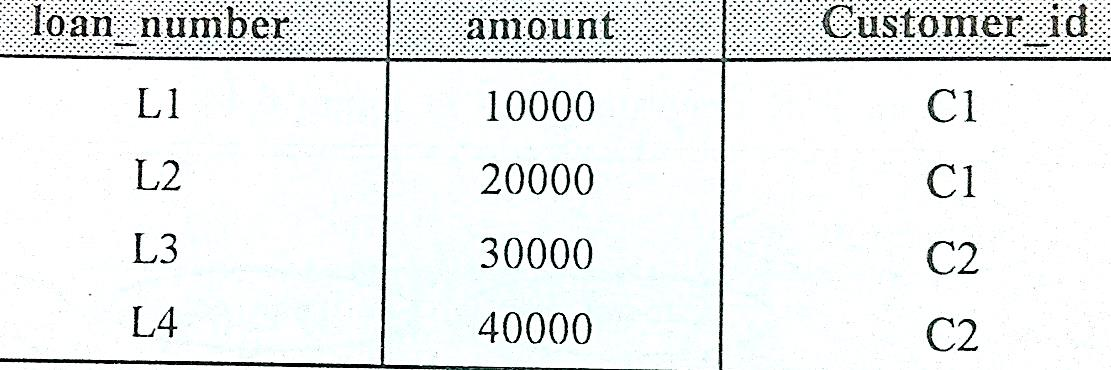 loan_number amount Customer_id
L1 10000 C1
L2 20000 C1
L3 30000 C2
L4 40000 C2